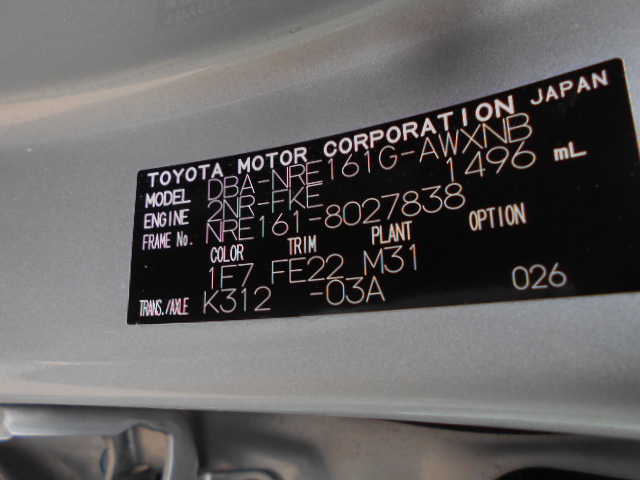 TOYOTA MOTOR CORPORATION JAPAN
MODEL DBA-NRE161G-AWXNB
ENGINE 2NR-FKE 1496 mL
FRAME No. NRE161-8027838
COLOR TRIM PLANT OPTION
1F7 FE22 M31
TRANS./AXLE K312 -03A 026